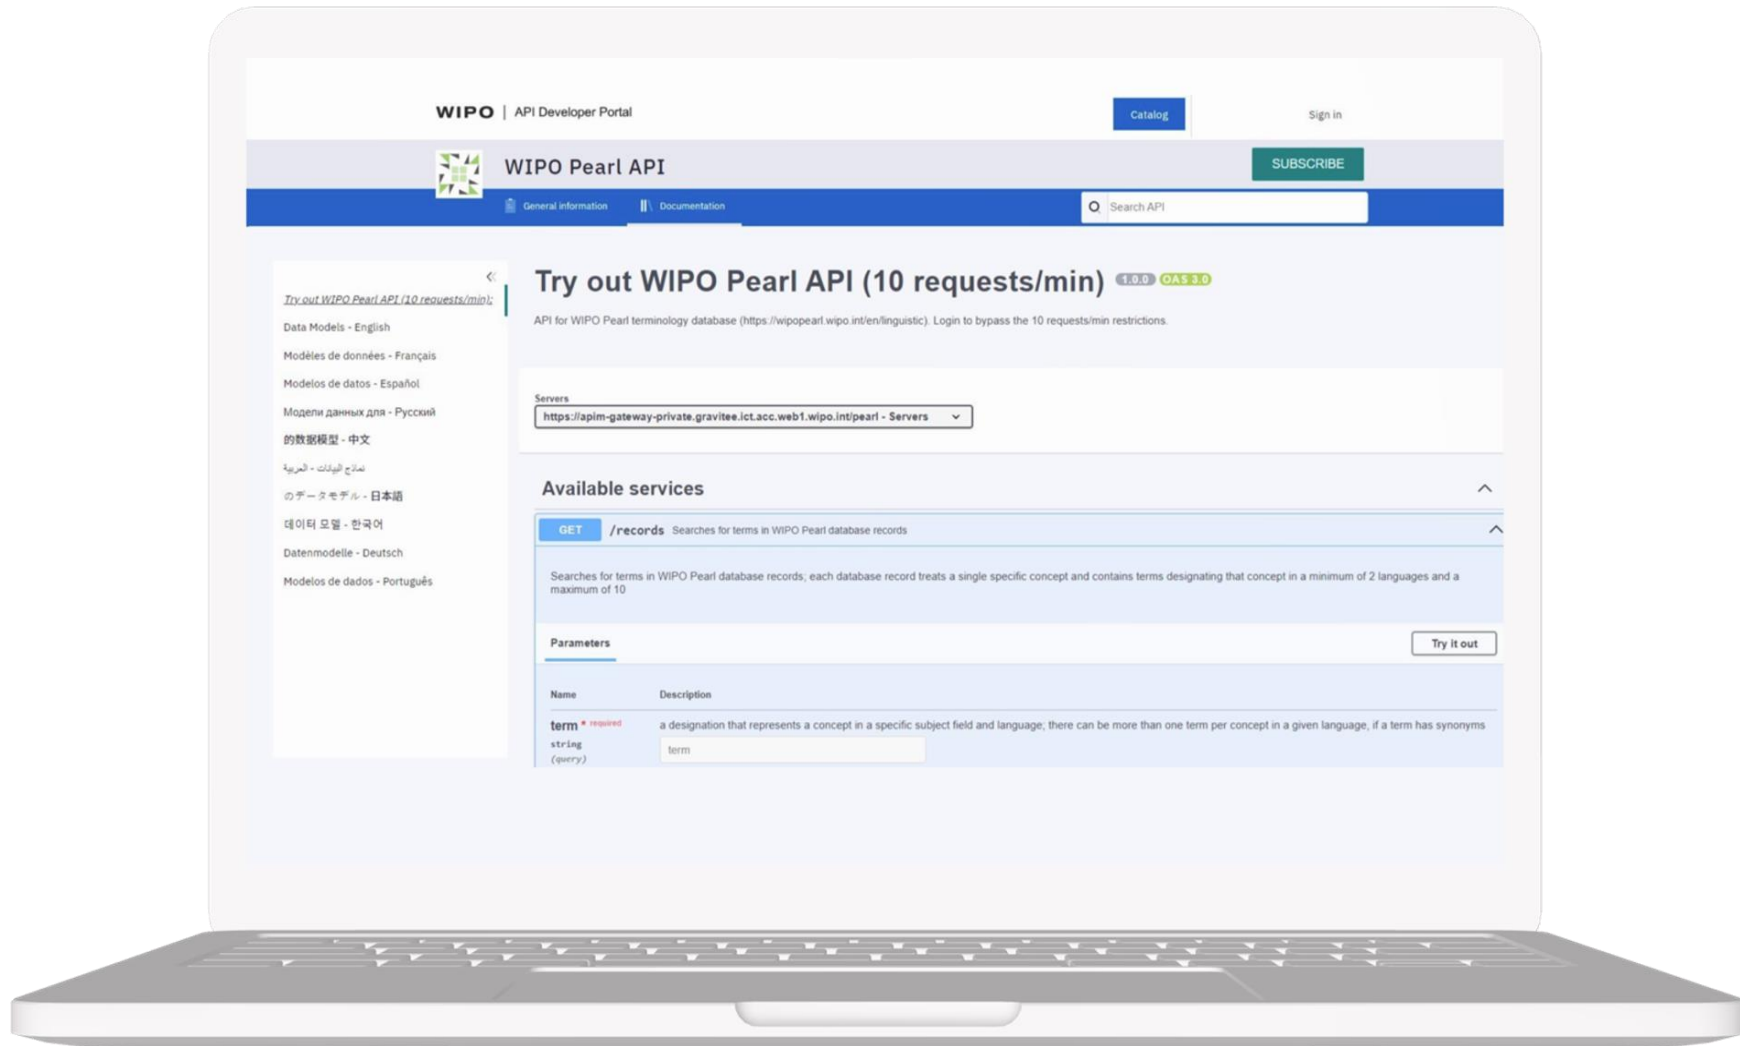 WIPO | API Developer Portal
Catalog
Sign in
WIPO Pearl API
SUBSCRIBE
General information
Documentation
Search API
Try out WIPO Pearl API (10 requests/min);
Data Models - English
Modèles de données - Français
Modelos de datos - Español
Модели данных для - Русский
的数据模型 - 中文
نماذج البيانات - العربية
のデータモデル - 日本語
데이터 모델 - 한국어
Datenmodelle - Deutsch
Modelos de dados - Português
Try out WIPO Pearl API (10 requests/min) 1.0.0 OAS 3.0
API for WIPO Pearl terminology database (https://wipopearl.wipo.int/en/linguistic). Login to bypass the 10 requests/min restrictions.
Servers
https://apim-gateway-private.gravitee.ict.acc.web1.wipo.int/pearl - Servers
Available services
GET /records Searches for terms in WIPO Pearl database records
Searches for terms in WIPO Pearl database records; each database record treats a single specific concept and contains terms designating that concept in a minimum of 2 languages and a
maximum of 10
Parameters
Try it out
Name Description
term * required a designation that represents a concept in a specific subject field and language; there can be more than one term per concept in a given language, if a term has synonyms
string
(query)
term